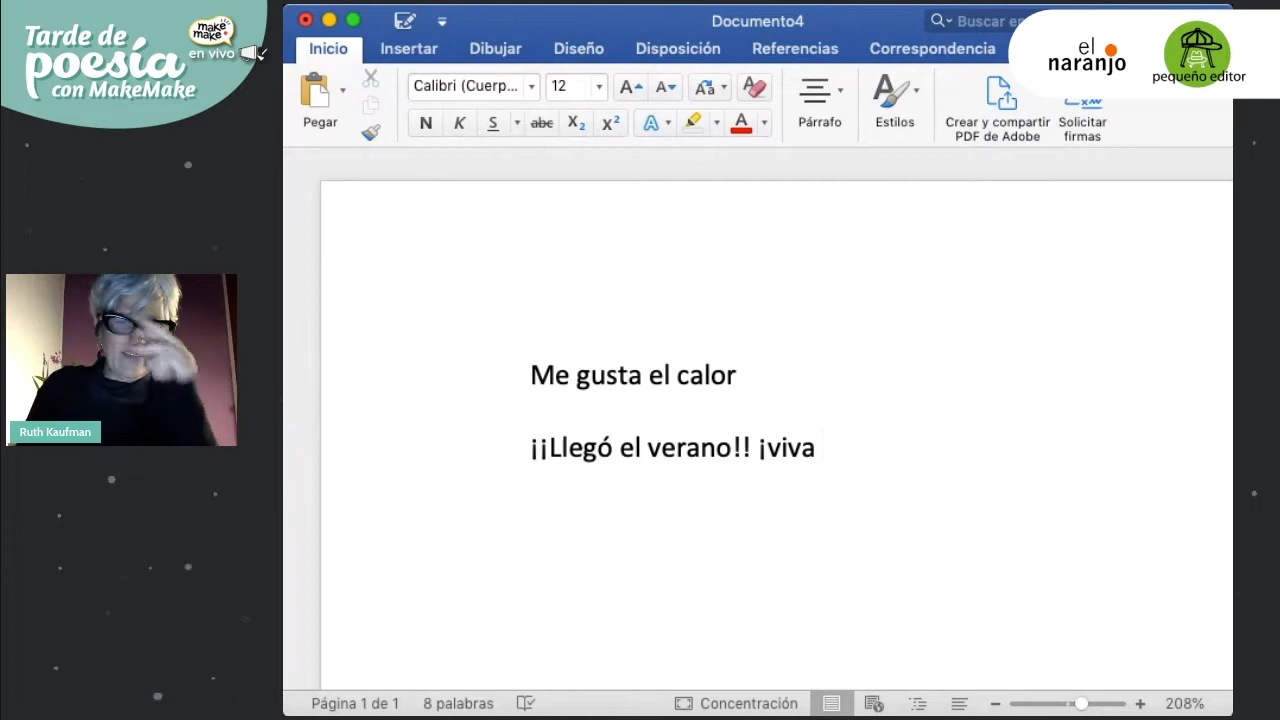 Tarde de
poesía
con MakeMake
make
make
en vivo
Documento4
Buscar en
Inicio
Insertar
Dibujar
Diseño
Disposición
Referencias
Correspondencia
el
naranjo
pequeño editor
Pegar
Calibri (Cuerp...
12
N K S abc X2 X2
Párrafo
Estilos
Crear y compartir
PDF de Adobe
Solicitar
firmas
Me gusta el calor
¡¡Llegó el verano!! ¡viva
Ruth Kaufman
Página 1 de 1
8 palabras
Concentración
208%